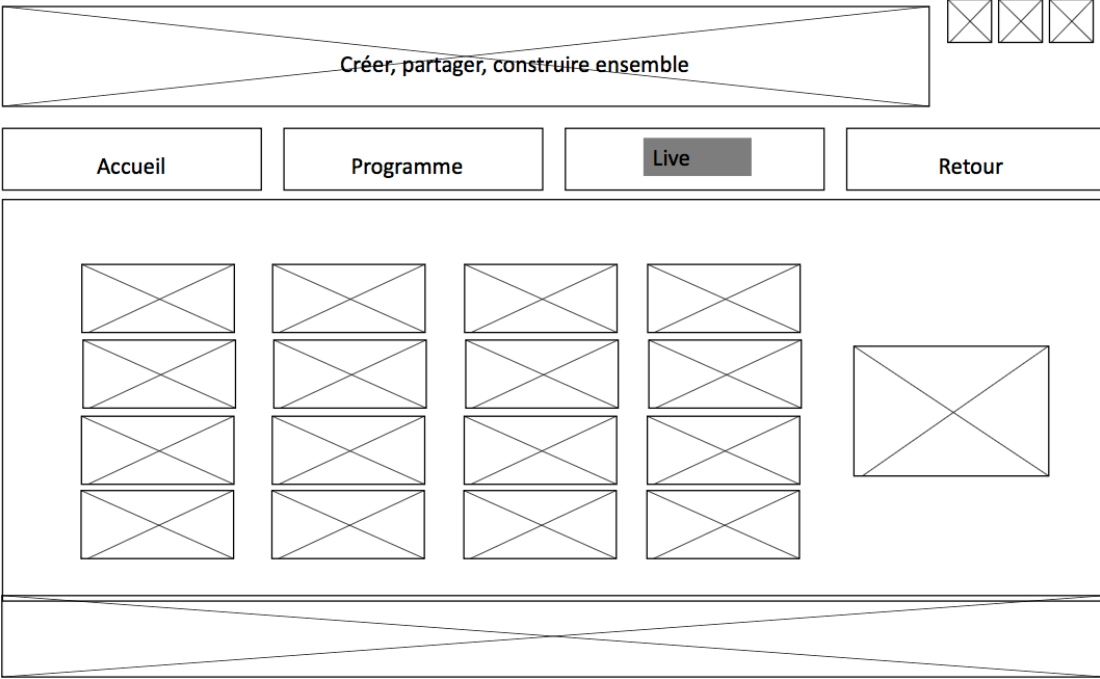 Créer, partager, construire ensemble
Accueil
Programme
Live
Retour